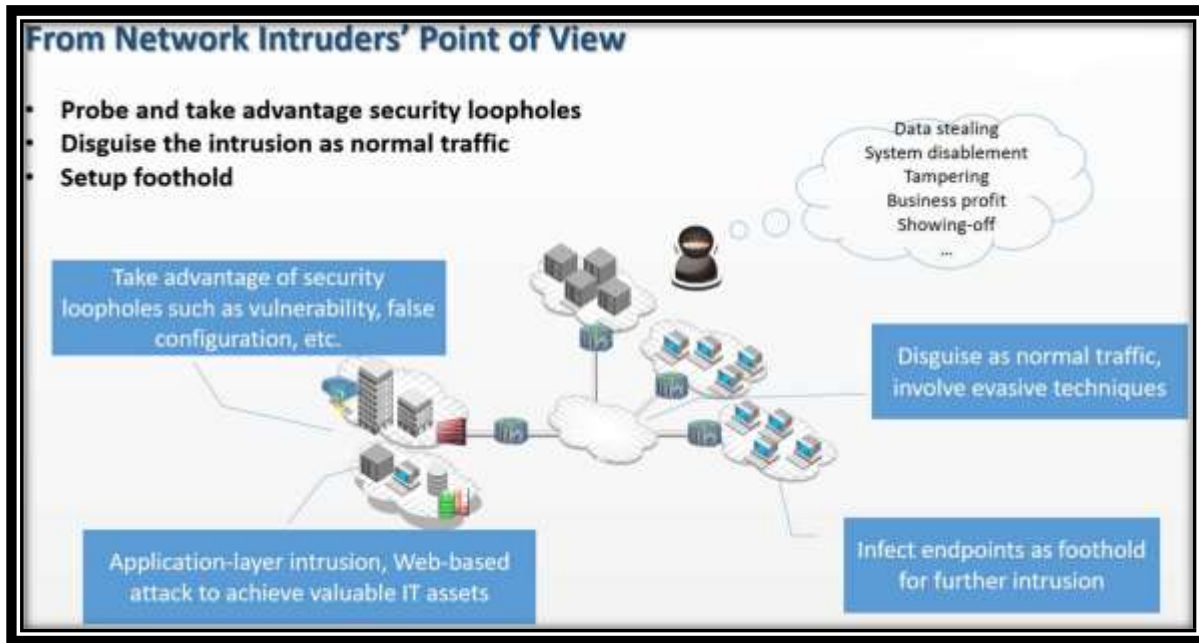 From Network Intruders' Point of View
• Probe and take advantage security loopholes
• Disguise the intrusion as normal traffic
• Setup foothold
Data stealing
System disablement
Tampering
Business profit
Showing-off
...
Take advantage of security
loopholes such as vulnerability, false
configuration, etc.
Disguise as normal traffic,
involve evasive techniques
Application-layer intrusion, Web-based
attack to achieve valuable IT assets
Infect endpoints as foothold
for further intrusion